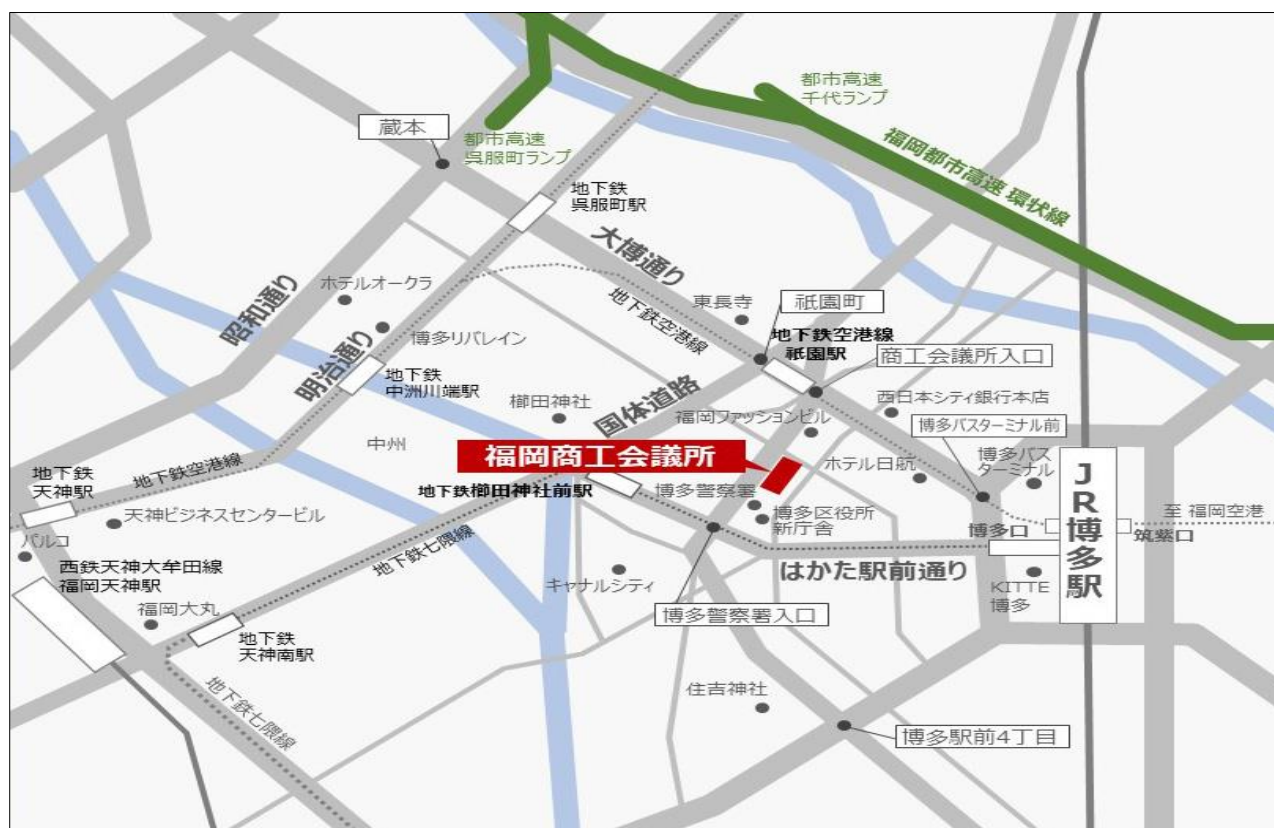 都市高速
千代ランプ
蔵本
都市高速
呉服町ランプ
福岡都市高速 環状線
地下鉄
呉服町駅
大博通り
昭和通り
ホテルオークラ
地下鉄空港線
東長寺
祇園町
明治通り
博多リバレイン
地下鉄空港線
祇園駅
商工会議所入口
地下鉄
中洲川端駅
櫛田神社
国体道路
福岡ファッションビル
西日本シティ銀行本店
博多バスターミナル前
中州
福岡商工会議所
ホテル日航
博多バス
ターミナル
地下鉄
天神駅
地下鉄空港線
地下鉄櫛田神社前駅
博多警察署
JR博多駅
天神ビジネスセンタービル
博多区役所
新庁舎
博多口
至 福岡空港
筑紫口
パルコ
地下鉄七隈線
はかた駅前通り
西鉄天神大牟田線
福岡天神駅
キャナルシティ
KITTE
博多
福岡大丸
博多警察署入口
地下鉄
天神南駅
地下鉄七隈線
住吉神社
博多駅前4丁目